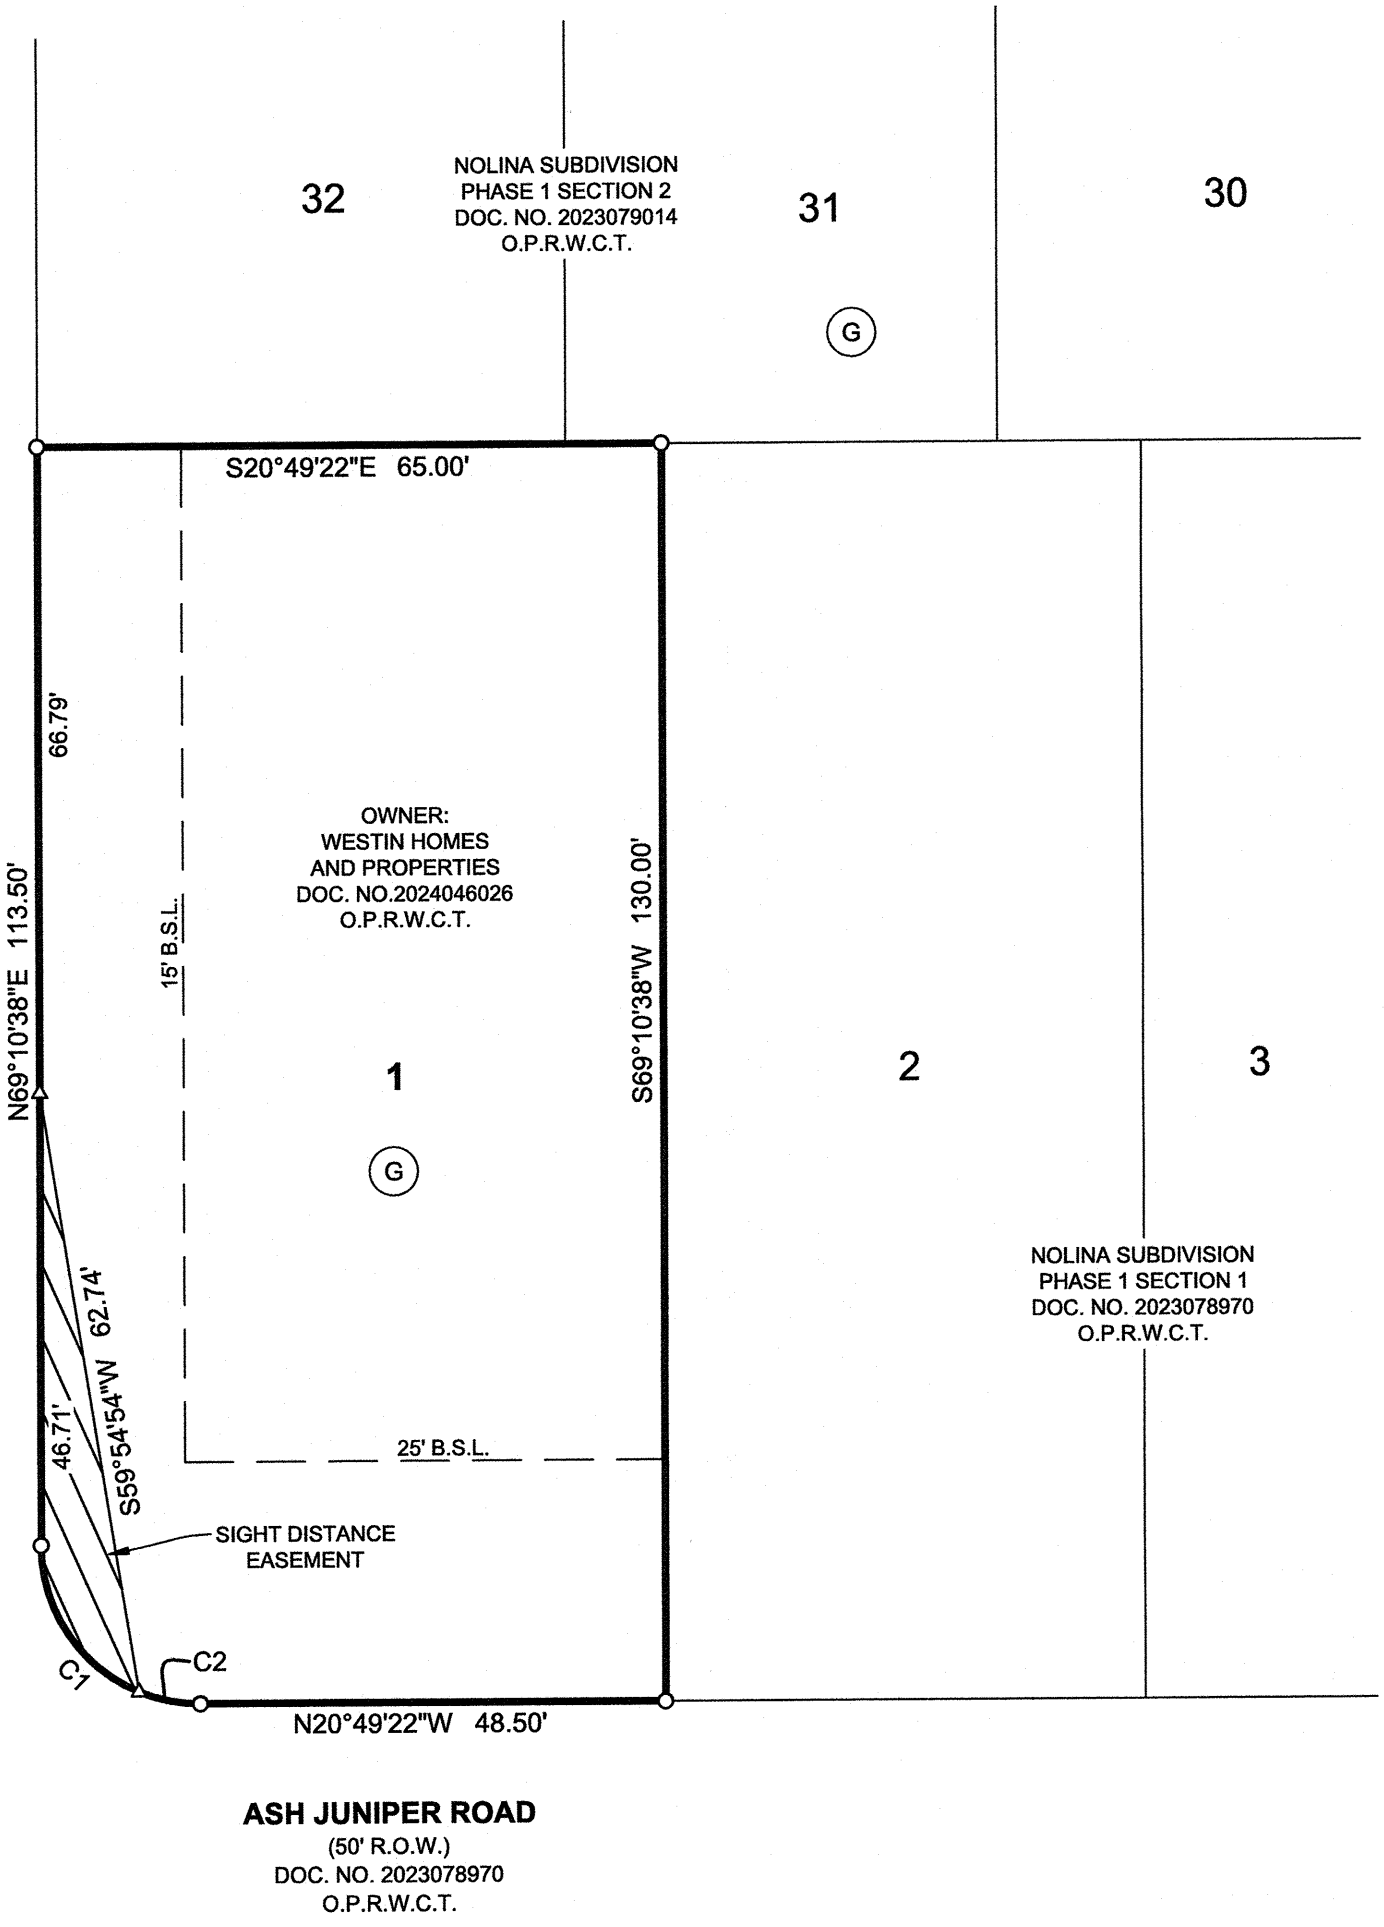 NOLINA SUBDIVISION
PHASE 1 SECTION 2
DOC. NO. 2023079014
O.P.R.W.C.T.
32
31
30
G
S20°49'22"E 65.00'
66.79'
OWNER:
WESTIN HOMES
AND PROPERTIES
DOC. NO.2024046026
O.P.R.W.C.T.
N69°10'38"E 113.50'
15' B.S.L.
S69°10'38"W 130.00'
1
G
2
3
NOLINA SUBDIVISION
PHASE 1 SECTION 1
DOC. NO. 2023078970
O.P.R.W.C.T.
S59°54'54"W 62.74'
46.71'
25' B.S.L.
SIGHT DISTANCE
EASEMENT
C1
C2
N20°49'22"W 48.50'
ASH JUNIPER ROAD
(50' R.O.W.)
DOC. NO. 2023078970
O.P.R.W.C.T.